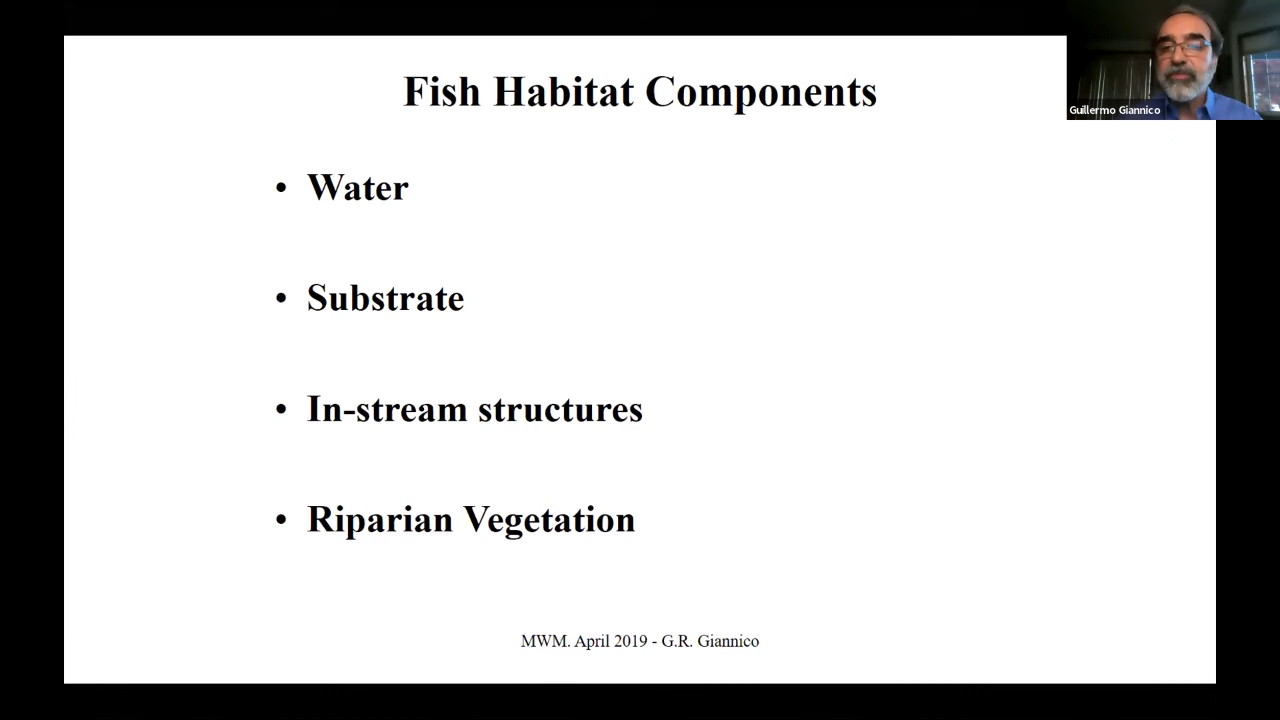 Fish Habitat Components
Guillermo Giannico
• Water
• Substrate
• In-stream structures
• Riparian Vegetation
MWM. April 2019 - G.R. Giannico